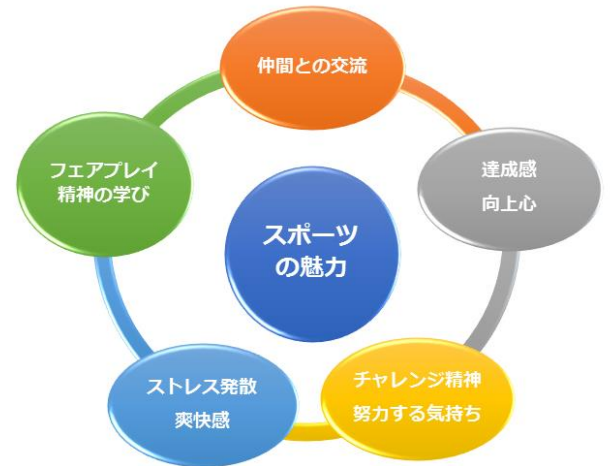 仲間との交流
達成感
向上心
チャレンジ精神
努力する気持ち
ストレス発散
爽快感
フェアプレイ
精神の学び
スポーツ
の魅力